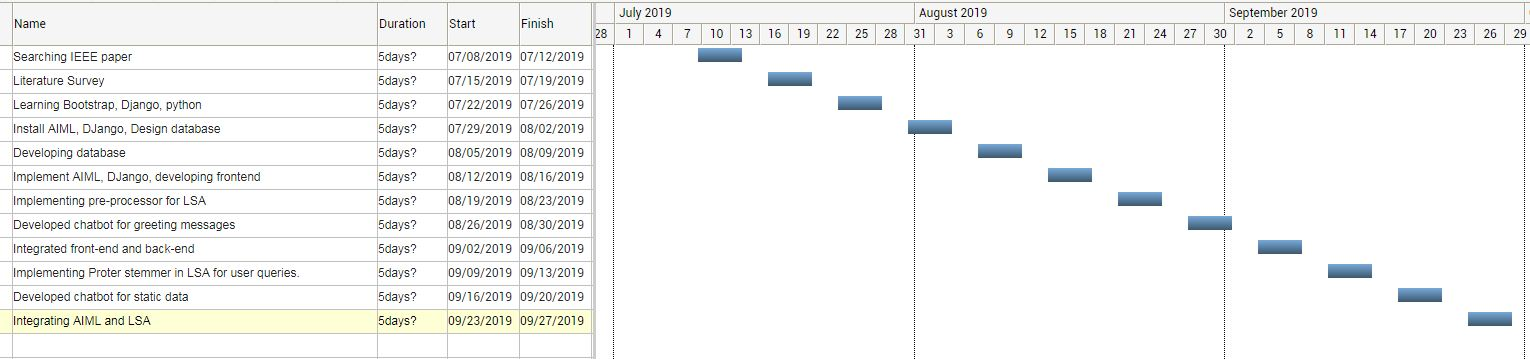 Name Duration Start Finish July 2019 August 2019 September 2019
28 1 4 7 10 13 16 19 22 25 28 31 3 6 9 12 15 18 21 24 27 30 2 5 8 11 14 17 20 23 26 29
Searching IEEE paper 5days? 07/08/2019 07/12/2019
Literature Survey 5days? 07/15/2019 07/19/2019
Learning Bootstrap, Django, python 5days? 07/22/2019 07/26/2019
Install AIML, DJango, Design database 5days? 07/29/2019 08/02/2019
Developing database 5days? 08/05/2019 08/09/2019
Implement AIML, DJango, developing frontend 5days? 08/12/2019 08/16/2019
Implementing pre-processor for LSA 5days? 08/19/2019 08/23/2019
Developed chatbot for greeting messages 5days? 08/26/2019 08/30/2019
Integrated front-end and back-end 5days? 09/02/2019 09/06/2019
Implementing Proter stemmer in LSA for user queries. 5days? 09/09/2019 09/13/2019
Developed chatbot for static data 5days? 09/16/2019 09/20/2019
Integrating AIML and LSA 5days? 09/23/2019 09/27/2019